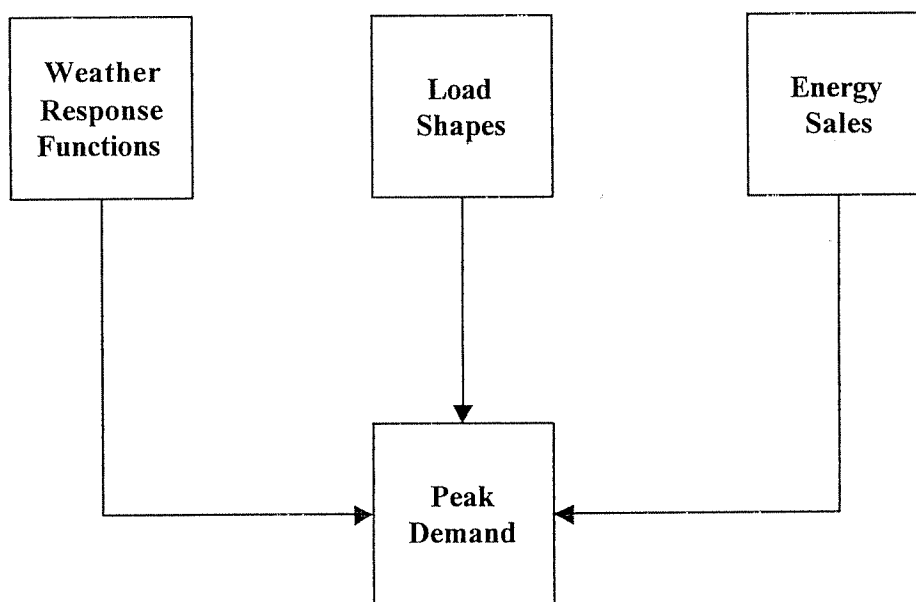 Weather
Response
Functions
Load
Shapes
Energy
Sales
Peak
Demand